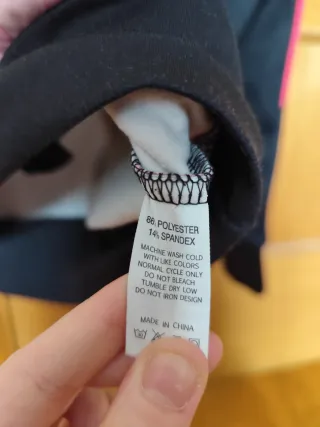 86% POLYESTER
14% SPANDEX
MACHINE WASH COLD
WITH LIKE COLORS
NORMAL CYCLE ONLY
DO NOT BLEACH
TUMBLE DRY LOW
DO NOT IRON DESIGN
MADE IN CHINA